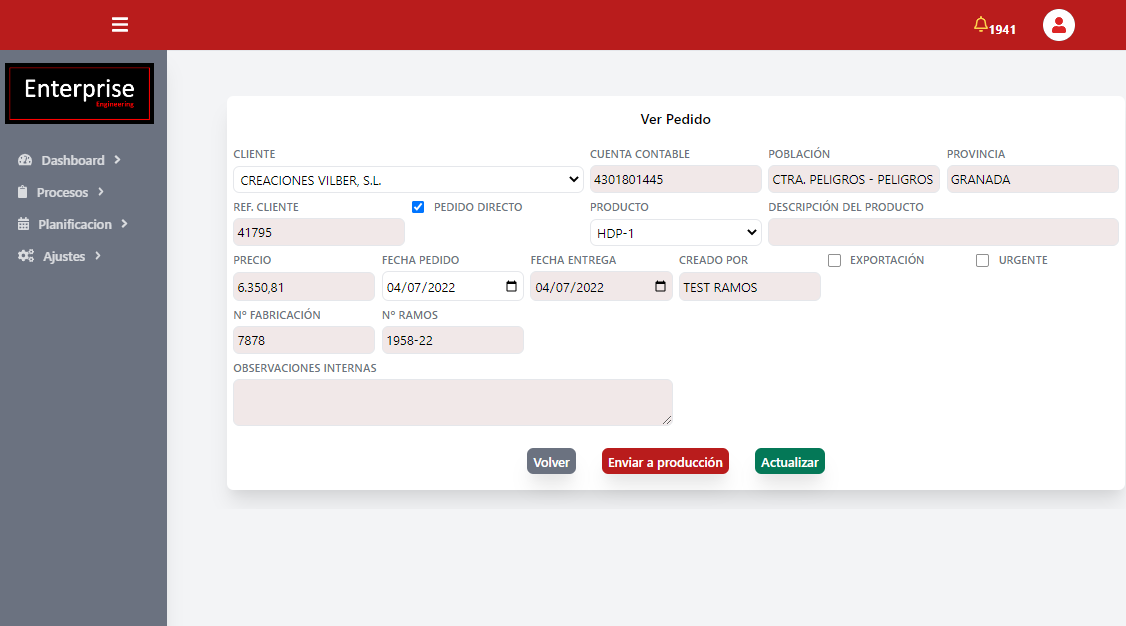 1941
Enterprise
Engineering
Dashboard
Procesos
Planificacion
Ajustes
Ver Pedido
CLIENTE CUENTA CONTABLE POBLACIÓN PROVINCIA
CREACIONES VILBER, S.L. 4301801445 CTRA. PELIGROS - PELIGROS GRANADA
REF. CLIENTE PEDIDO DIRECTO PRODUCTO DESCRIPCIÓN DEL PRODUCTO
41795 HDP-1
PRECIO FECHA PEDIDO FECHA ENTREGA CREADO POR EXPORTACIÓN URGENTE
6.350,81 04/07/2022 04/07/2022 TEST RAMOS
Nº FABRICACIÓN Nº RAMOS
7878 1958-22
OBSERVACIONES INTERNAS
Volver Enviar a producción Actualizar